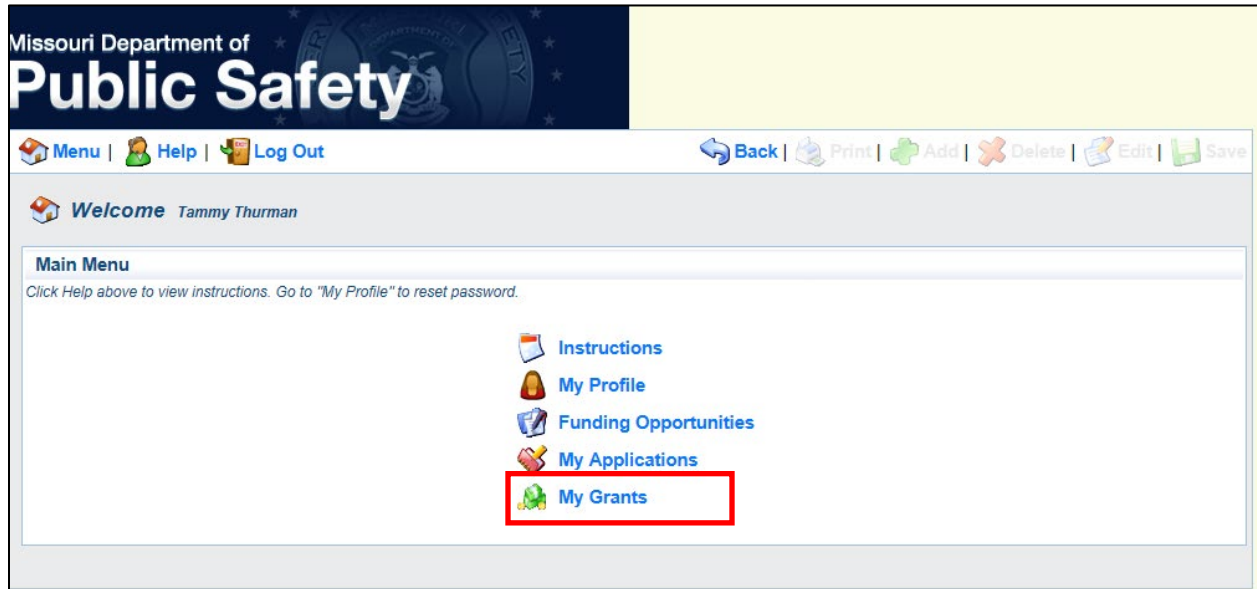 Missouri Department of
Public Safety
Menu | Help | Log Out
Back | Print | Add | Delete | Edit | Save
Welcome Tammy Thurman
Main Menu
Click Help above to view instructions. Go to "My Profile" to reset password.
Instructions
My Profile
Funding Opportunities
My Applications
My Grants